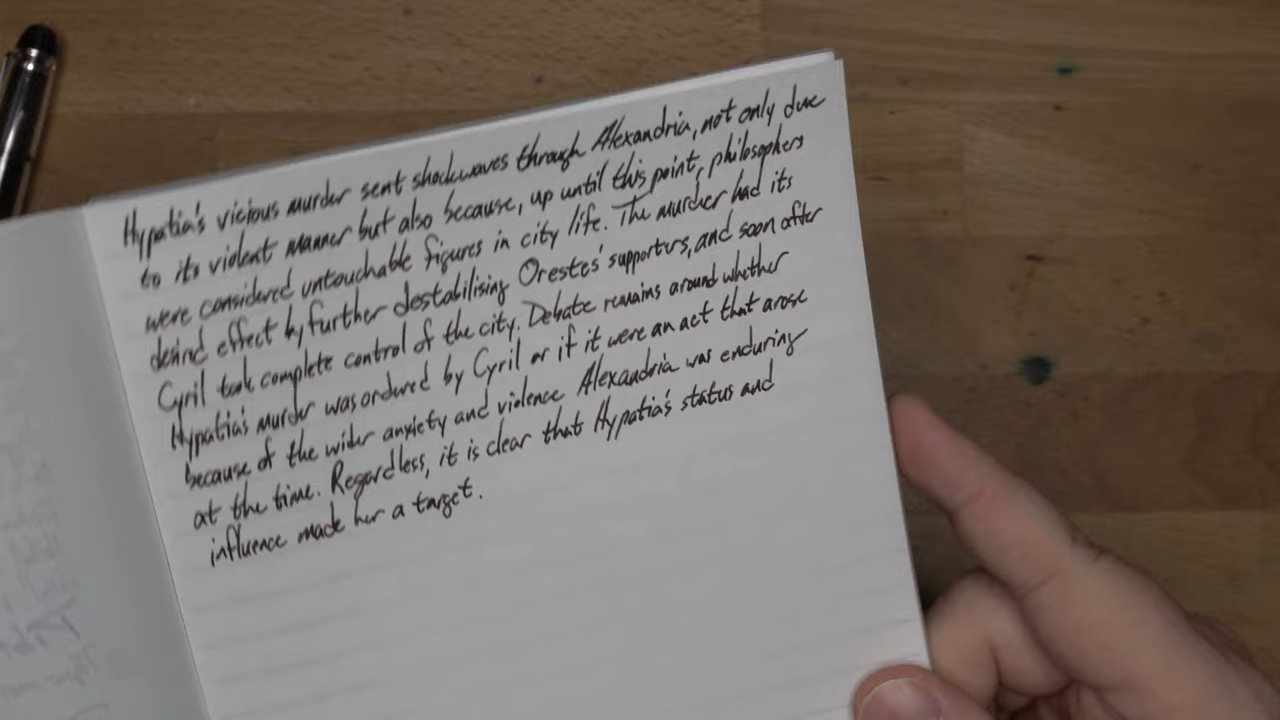 Hypatia's vicious murder sent shockwaves through Alexandria, not only due
to its violent manner but also because, up until this point, philosophers
were considered untouchable figures in city life. The murder had its
desired effect by further destabilising Orestes' supporters, and soon after
Cyril took complete control of the city. Debate remains around whether
Hypatia's murder was ordered by Cyril or if it were an act that arose
because of the wider anxiety and violence Alexandria was enduring
at the time. Regardless, it is clear that Hypatia's status and
influence made her a target.